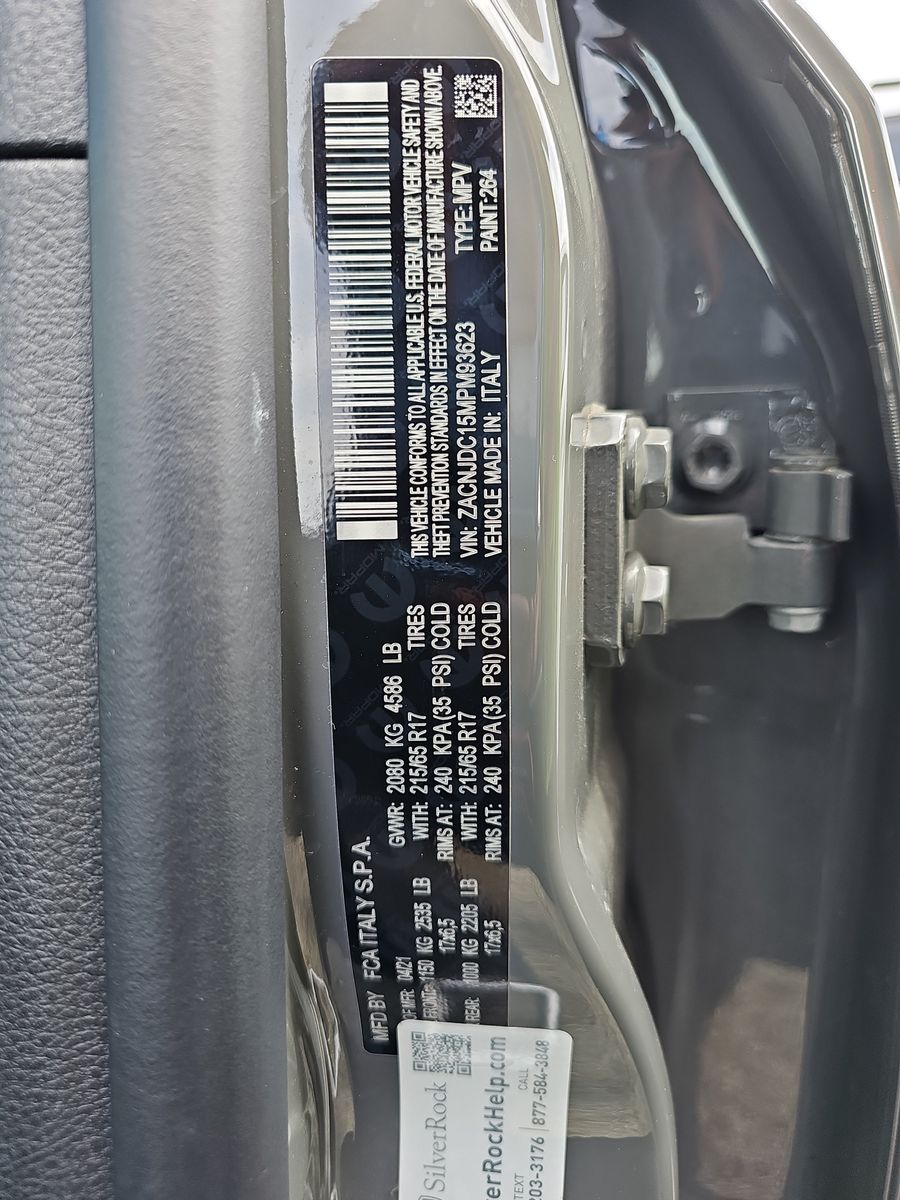 MFD BY FCA ITALY S.P.A.
OF MFR: 04/21 GVWR: 2080 KG 4586 LB
FRONT: 1150 KG 2535 LB WITH: 215/65 R17 TIRES
17x6,5 RIMS AT: 240 KPA(35 PSI) COLD
REAR: 1000 KG 2205 LB WITH: 215/65 R17 TIRES
17x6,5 RIMS AT: 240 KPA(35 PSI) COLD
THIS VEHICLE CONFORMS TO ALL APPLICABLE U.S. FEDERAL MOTOR VEHICLE SAFETY AND
THEFT PREVENTION STANDARDS IN EFFECT ON THE DATE OF MANUFACTURE SHOWN ABOVE.
VIN: ZACNJDC15MPM93623 TYPE: MPV
VEHICLE MADE IN: ITALY PAINT: 264
MOPAR
SilverRock
erRockHelp.com
TEXT CALL
203-3176 | 877-584-3848